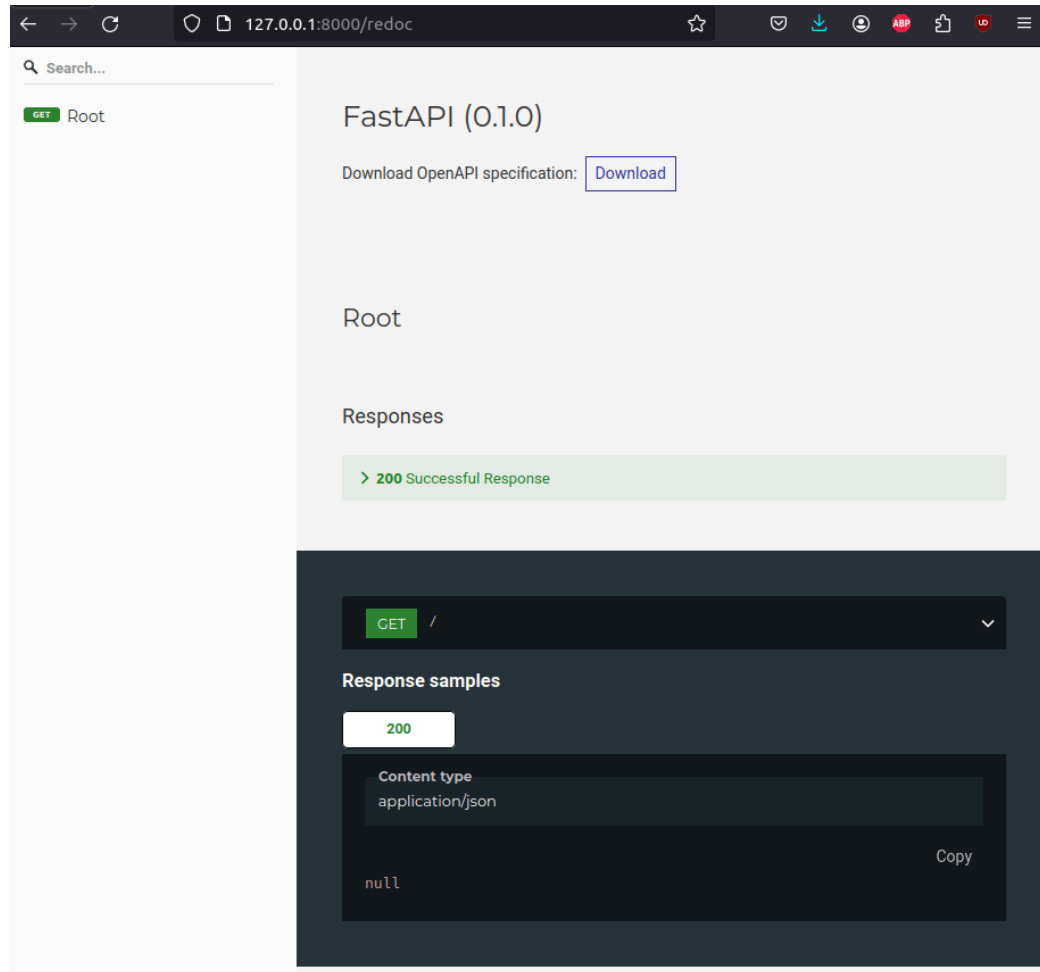 127.0.0.1:8000/redoc
ABP
Search...
GET Root
FastAPI (0.1.0)
Download OpenAPI specification: Download
Root
Responses
200 Successful Response
GET /
Response samples
200
Content type
application/json
Copy
null